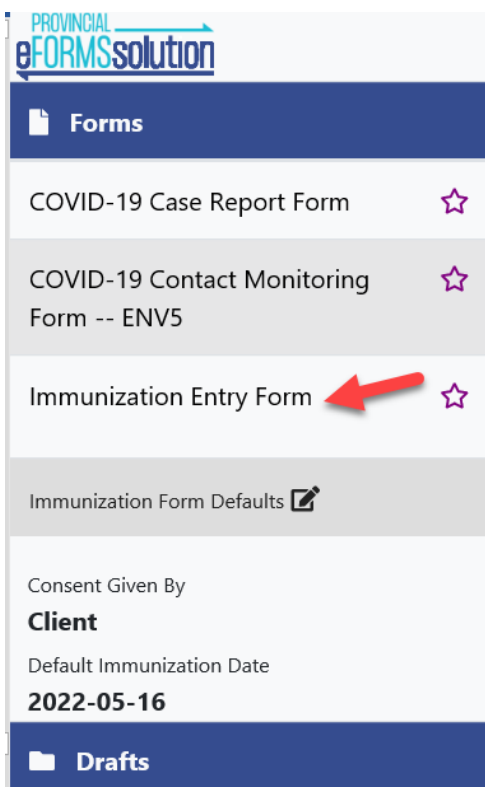 PROVINCIAL
eFORMSsolution
Forms
COVID-19 Case Report Form
COVID-19 Contact Monitoring
Form -- ENV5
Immunization Entry Form
Immunization Form Defaults
Consent Given By
Client
Default Immunization Date
2022-05-16
Drafts